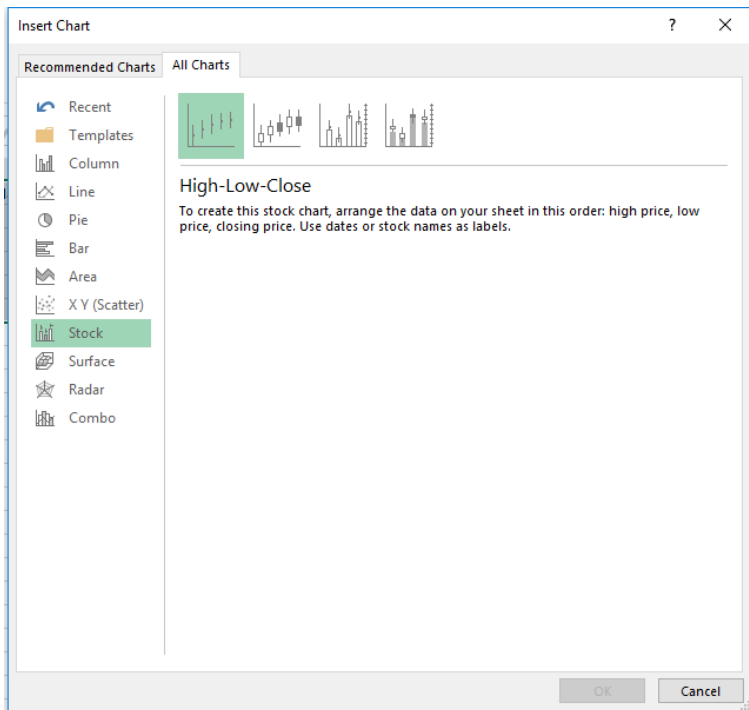 Insert Chart
?
Recommended Charts
All Charts
Recent
Templates
Column
Line
Pie
Bar
Area
X Y (Scatter)
Stock
Surface
Radar
Combo
High-Low-Close
To create this stock chart, arrange the data on your sheet in this order: high price, low
price, closing price. Use dates or stock names as labels.
OK
Cancel